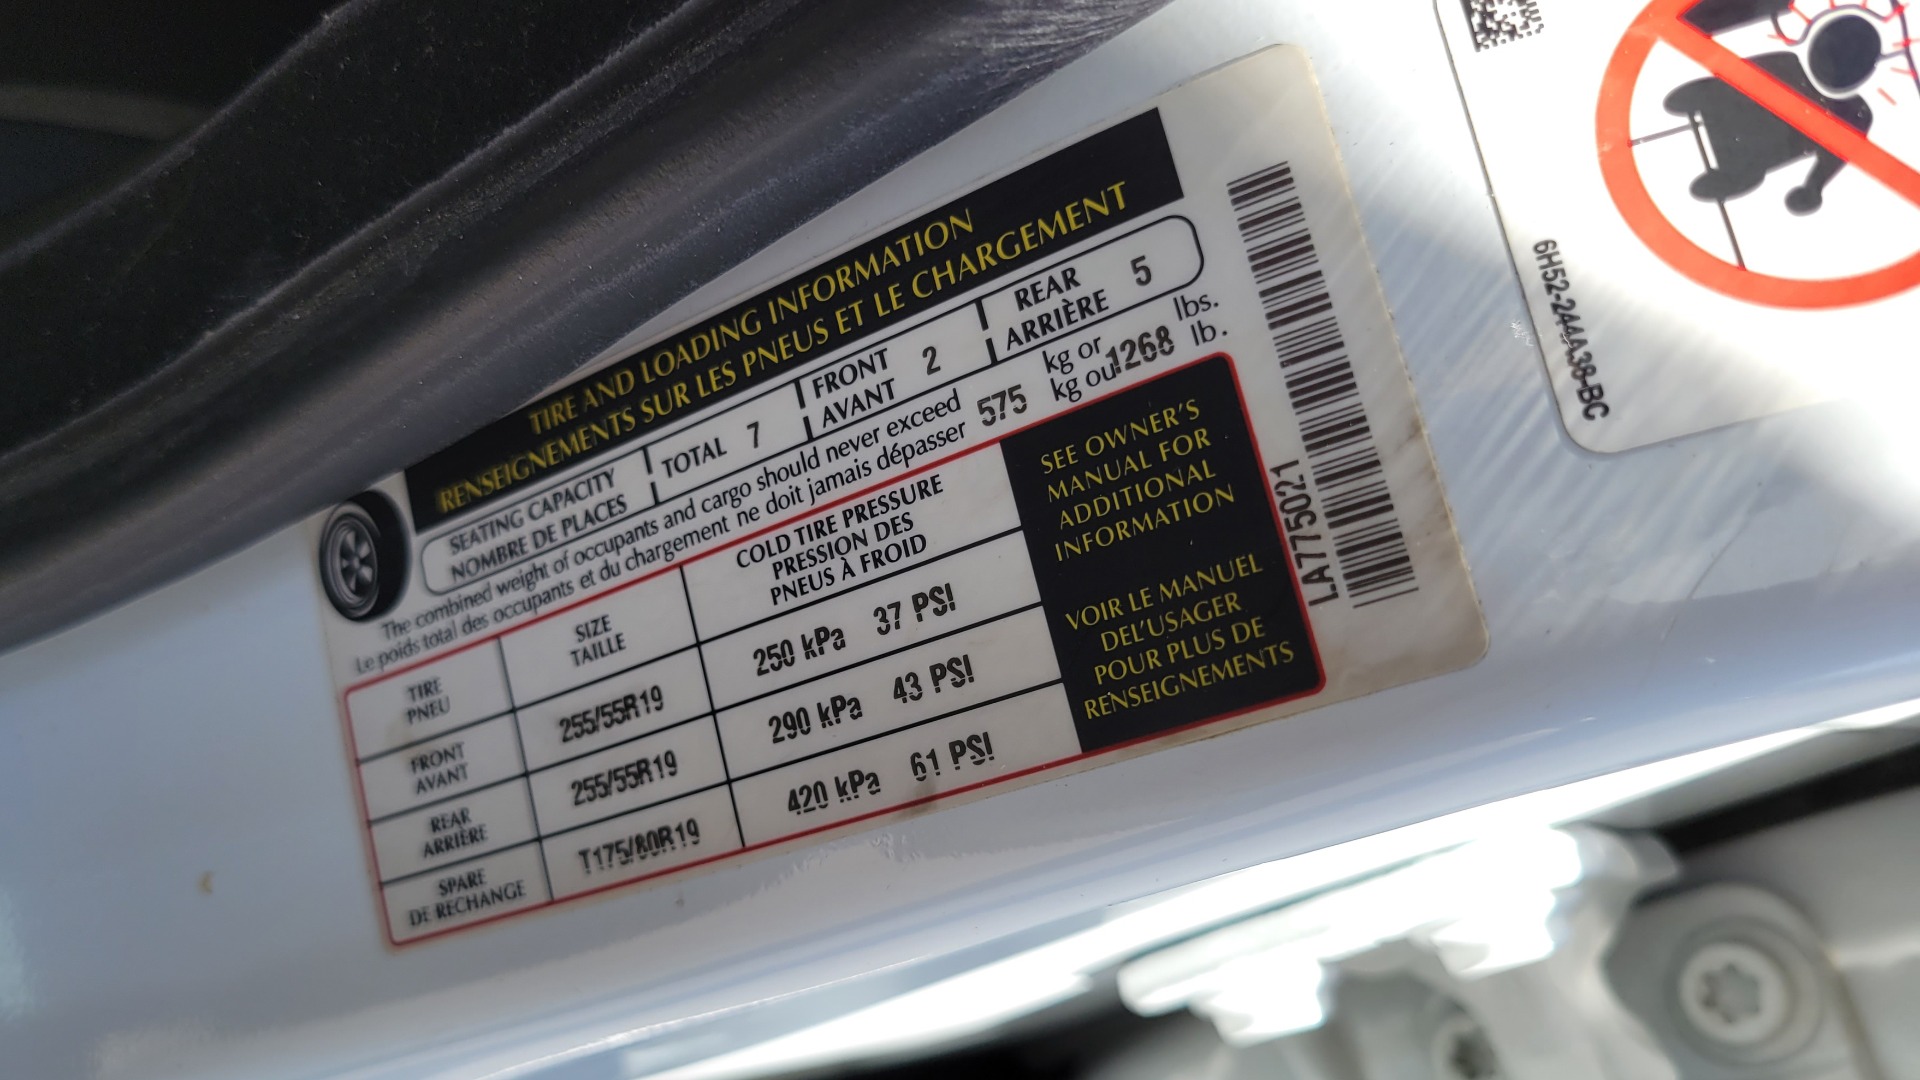 TIRE AND LOADING INFORMATION
RENSEIGNEMENTS SUR LES PNEUS ET LE CHARGEMENT
SEATING CAPACITY
NOMBRE DE PLACES
TOTAL 7
FRONT
AVANT
2
REAR
ARRIÈRE
5
The combined weight of occupants and cargo should never exceed
Le poids total des occupants et du chargement ne doit jamais dépasser
575
kg or
kg ou
1268
lbs.
lb.
TIRE
PNEU
SIZE
TAILLE
COLD TIRE PRESSURE
PRESSION DES
PNEUS À FROID
FRONT
AVANT
255/55R19
250 kPa 37 PSI
REAR
ARRIÈRE
255/55R19
290 kPa 43 PSI
SPARE
DE RECHANGE
T175/80R19
420 kPa 61 PSI
SEE OWNER'S
MANUAL FOR
ADDITIONAL
INFORMATION
VOIR LE MANUEL
DEL'USAGER
POUR PLUS DE
RENSEIGNEMENTS
LA775021
6H52-244A38-BC